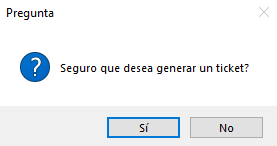 Pregunta
Seguro que desea generar un ticket?
Sí
No